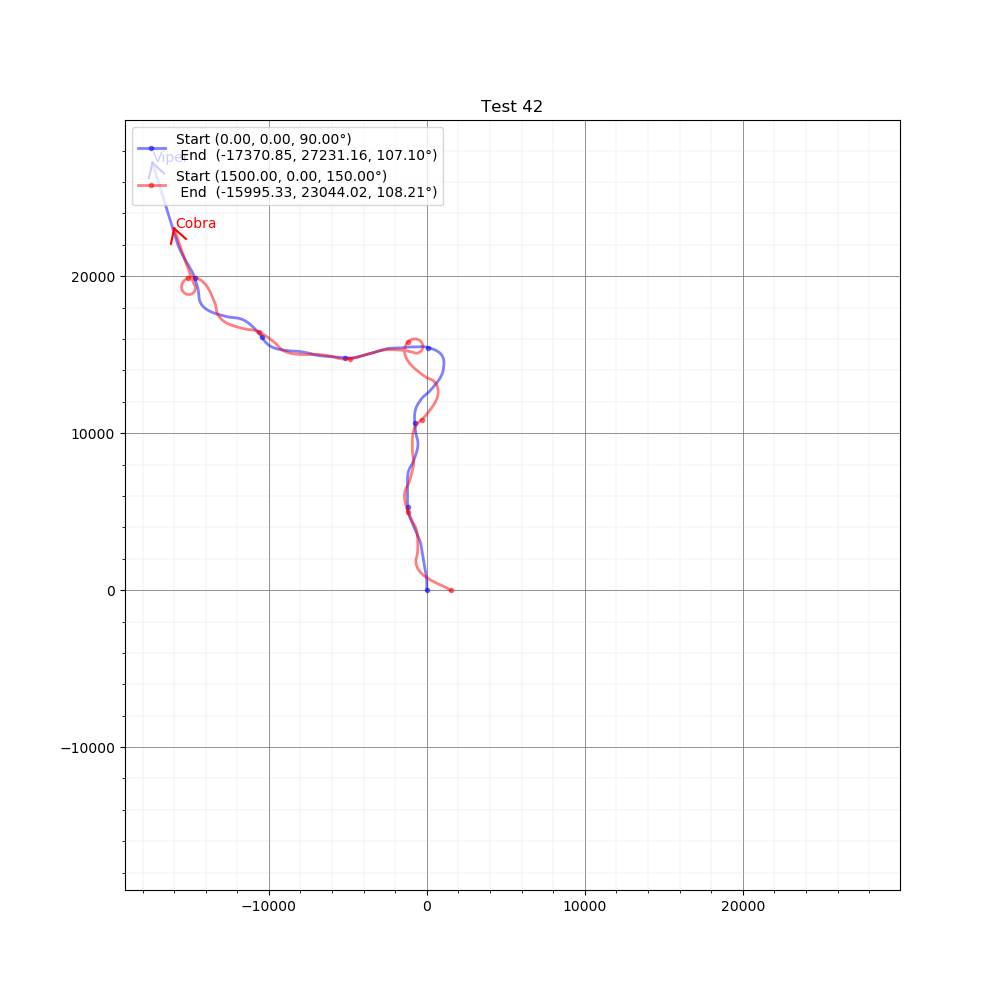 Test 42
Start (0.00, 0.00, 90.00°)
End (-17370.85, 27231.16, 107.10°)
Start (1500.00, 0.00, 150.00°)
End (-15995.33, 23044.02, 108.21°)
Cobra
20000
10000
0
−10000
−10000
0
10000
20000